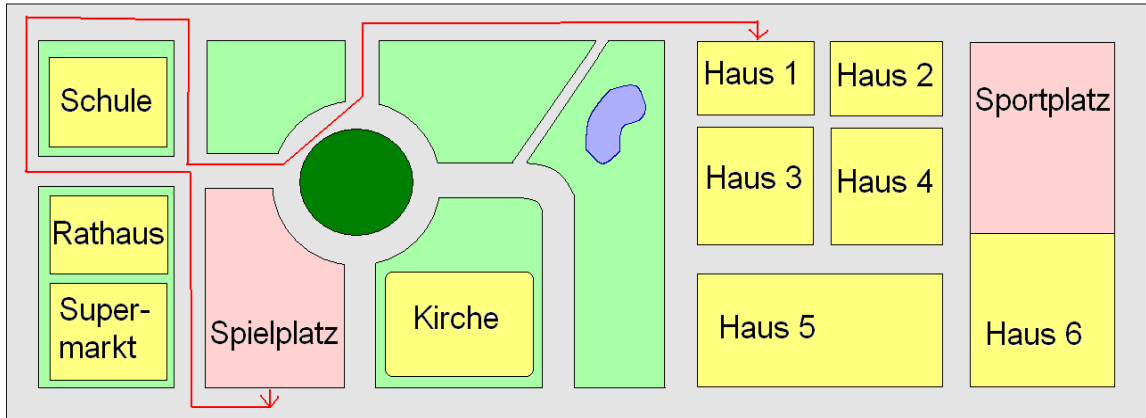 Schule
Rathaus
Super-
markt
Spielplatz
Kirche
Haus 1
Haus 2
Haus 3
Haus 4
Haus 5
Sportplatz
Haus 6